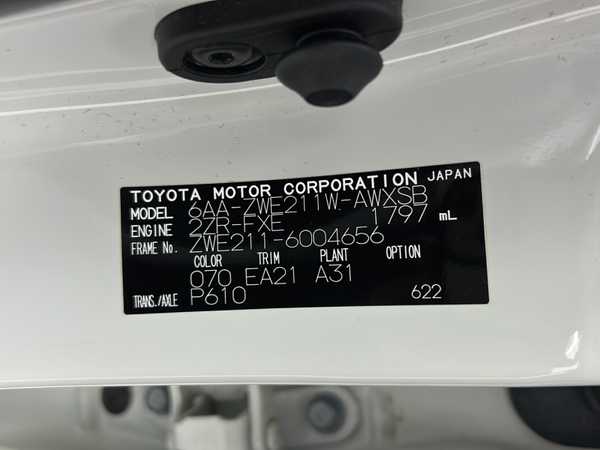 TOYOTA MOTOR CORPORATION JAPAN
MODEL 6AA-ZWE211W-AWXSB
ENGINE 2ZR-FXE 1797 mL
FRAME No. ZWE211-6004656
COLOR TRIM PLANT OPTION
070 EA21 A31
TRANS./AXLE P610 622